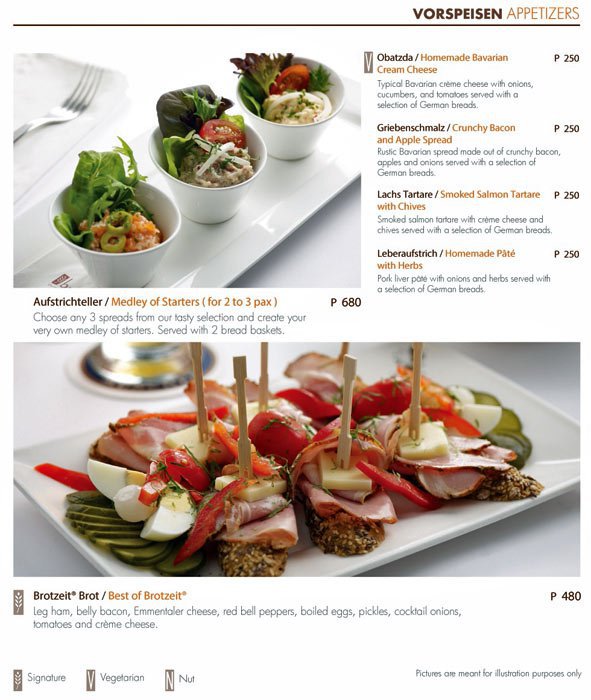 VORSPEISEN APPETIZERS
V Obatzda / Homemade Bavarian
Cream Cheese
P 250
Typical Bavarian crème cheese with onions,
cucumbers, and tomatoes served with a
selection of German breads.
Griebenschmalz / Crunchy Bacon
and Apple Spread
P 250
Rustic Bavarian spread made out of crunchy bacon,
apples and onions served with a selection of
German breads.
Lachs Tartare / Smoked Salmon Tartare
with Chives
P 250
Smoked salmon tartare with crème cheese and
chives served with a selection of German breads.
Leberaufstrich / Homemade Pâté
with Herbs
P 250
Pork liver pâté with onions and herbs served with
a selection of German breads.
Aufstrichteller / Medley of Starters ( for 2 to 3 pax ) P 680
Choose any 3 spreads from our tasty selection and create your
very own medley of starters. Served with 2 bread baskets.
Brotzeit® Brot / Best of Brotzeit® P 480
Leg ham, belly bacon, Emmentaler cheese, red bell peppers, boiled eggs, pickles, cocktail onions,
tomatoes and crème cheese.
Signature V Vegetarian N Nut
Pictures are meant for illustration purposes only